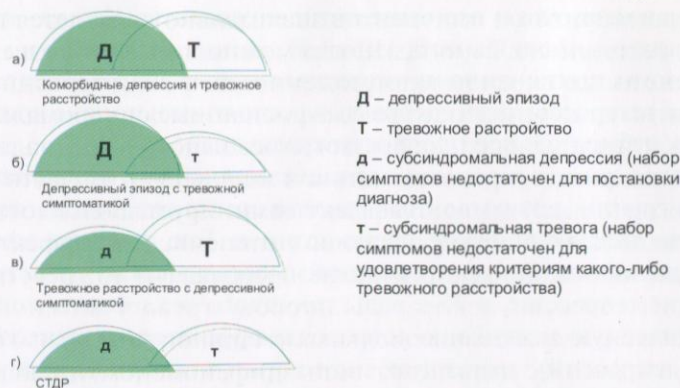 а)
Д Т
Коморбидные депрессия и тревожное
расстройство
б)
Д т
Депрессивный эпизод с тревожной
симптоматикой
в)
д Т
Тревожное расстройство с депрессивной
симптоматикой
г)
д т
СТДР
Д – депрессивный эпизод
Т – тревожное растройство
д – субсиндромальная депрессия (набор
симптомов недостаточен для постановки
диагноза)
т – субсиндромальная тревога (набор
симптомов недостаточен для
удовлетворения критериям какого-либо
тревожного расстройства)